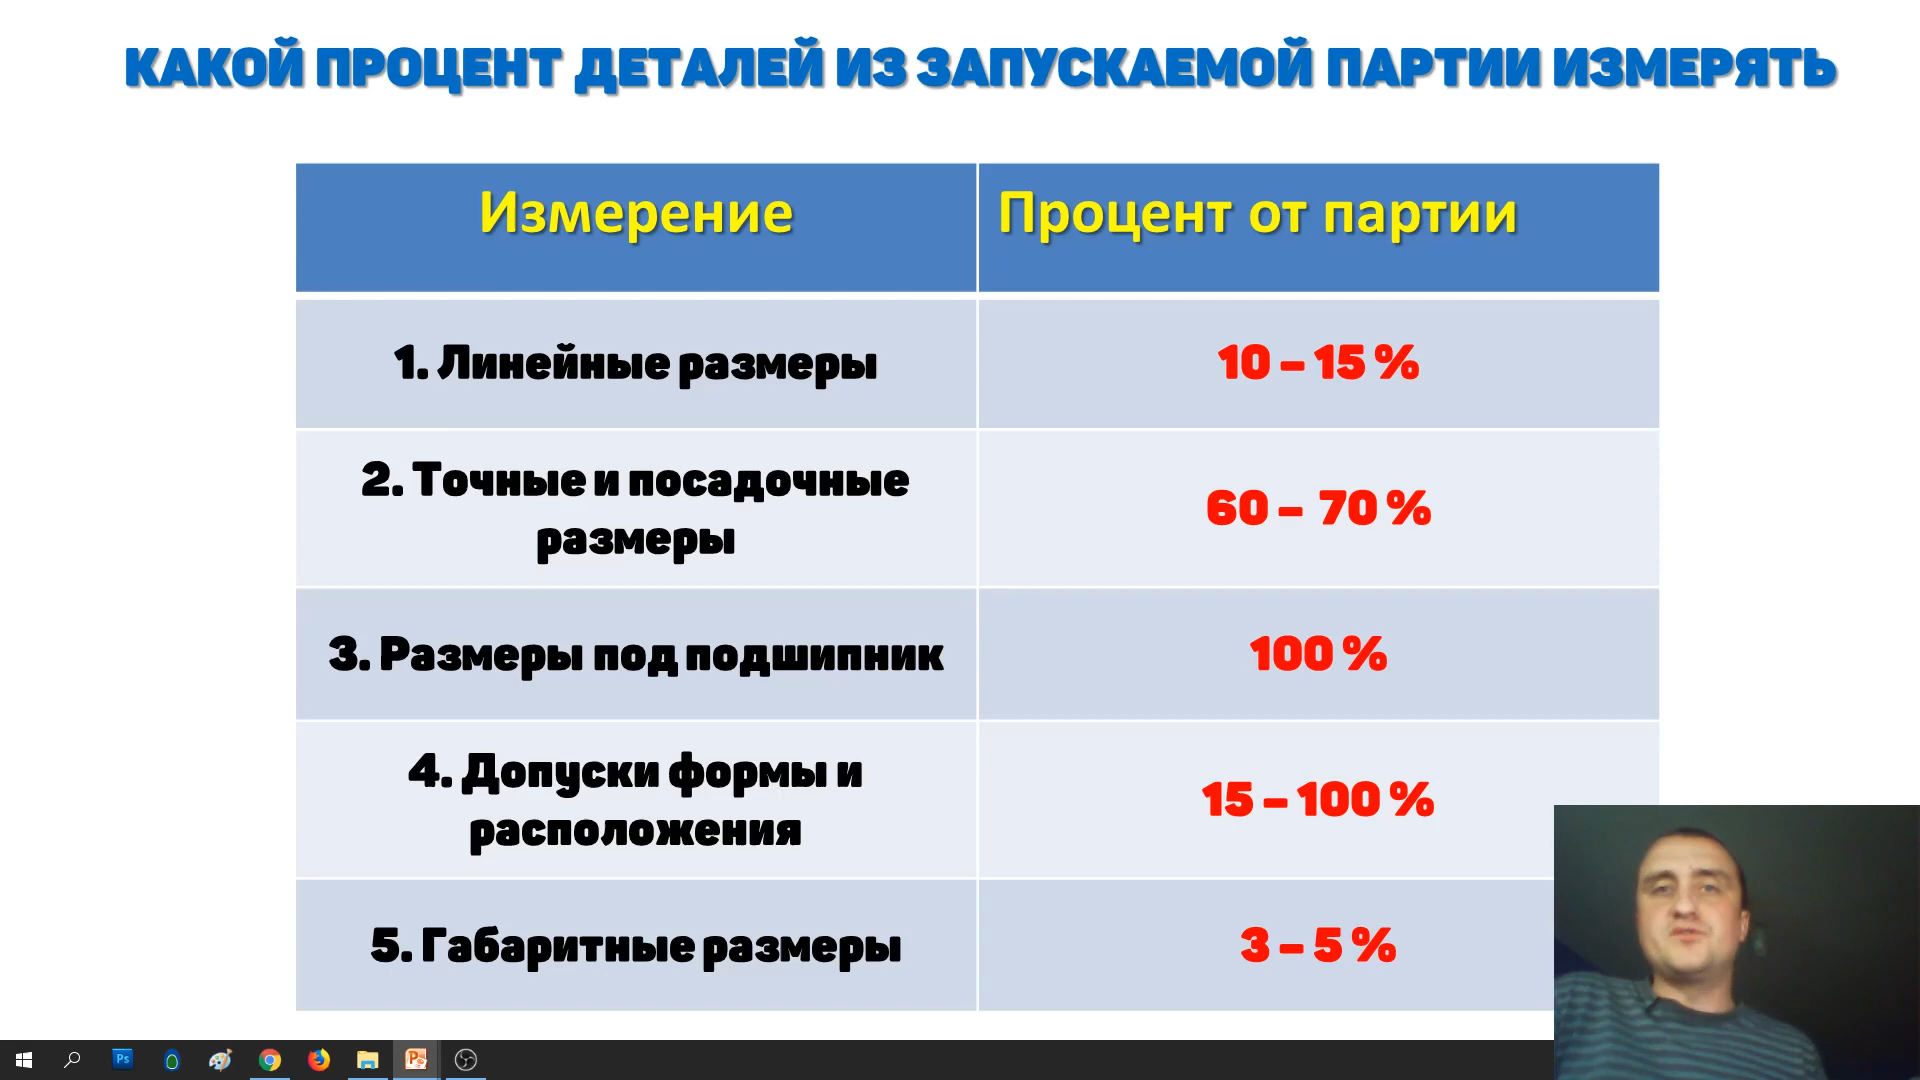 КАКОЙ ПРОЦЕНТ ДЕТАЛЕЙ ИЗ ЗАПУСКАЕМОЙ ПАРТИИ ИЗМЕРЯТЬ
Измерение
Процент от партии
1. Линейные размеры
10 – 15 %
2. Точные и посадочные
размеры
60 – 70 %
3. Размеры под подшипник
100 %
4. Допуски формы и
расположения
15 – 100 %
5. Габаритные размеры
3 – 5 %
Ps